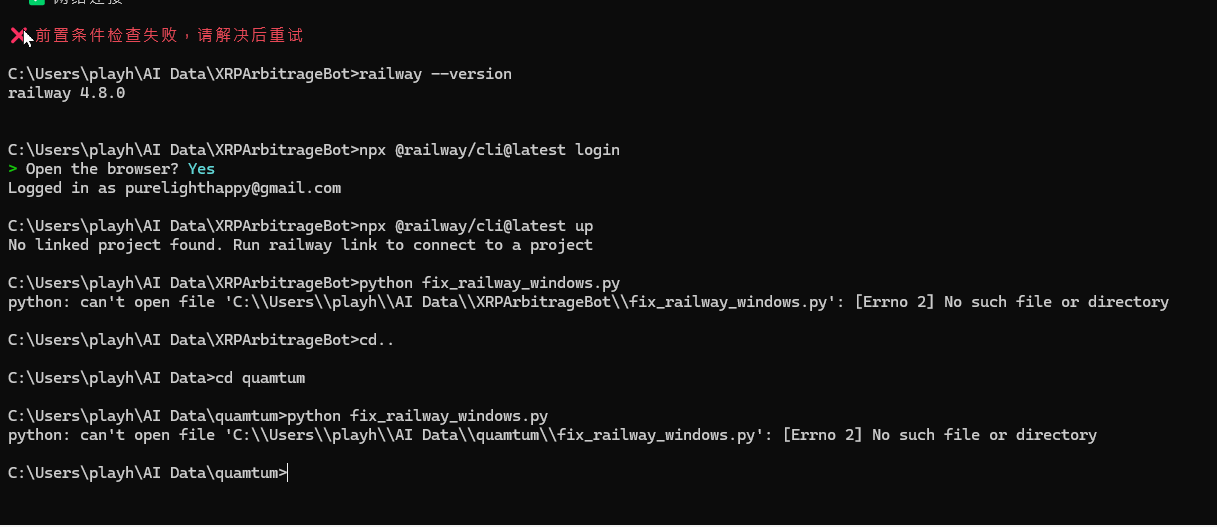 ✅ 网络连接
❌ 前置条件检查失败，请解决后重试
C:\Users\playh\AI Data\XRPArbitrageBot>railway --version
railway 4.8.0
C:\Users\playh\AI Data\XRPArbitrageBot>npx @railway/cli@latest login
> Open the browser? Yes
Logged in as purelighthappy@gmail.com
C:\Users\playh\AI Data\XRPArbitrageBot>npx @railway/cli@latest up
No linked project found. Run railway link to connect to a project
C:\Users\playh\AI Data\XRPArbitrageBot>python fix_railway_windows.py
python: can't open file 'C:\\Users\\playh\\AI Data\\XRPArbitrageBot\\fix_railway_windows.py': [Errno 2] No such file or directory
C:\Users\playh\AI Data\XRPArbitrageBot>cd..
C:\Users\playh\AI Data>cd quamtum
C:\Users\playh\AI Data\quamtum>python fix_railway_windows.py
python: can't open file 'C:\\Users\\playh\\AI Data\\quamtum\\fix_railway_windows.py': [Errno 2] No such file or directory
C:\Users\playh\AI Data\quamtum>